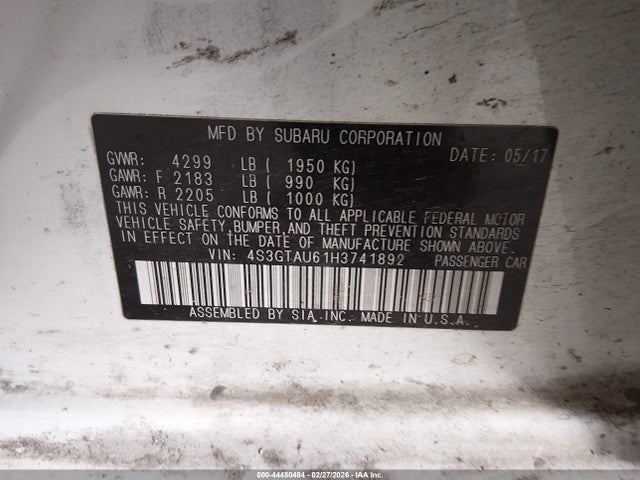 MFD BY SUBARU CORPORATION
DATE: 05/17
GVWR: 4299 LB ( 1950 KG)
GAWR: F 2183 LB ( 990 KG)
GAWR: R 2205 LB ( 1000 KG)
THIS VEHICLE CONFORMS TO ALL APPLICABLE FEDERAL MOTOR
VEHICLE SAFETY, BUMPER, AND THEFT PREVENTION STANDARDS
IN EFFECT ON THE DATE OF MANUFACTURE SHOWN ABOVE.
VIN: 4S3GTAU61H3741892 PASSENGER CAR
ASSEMBLED BY SIA, INC. MADE IN U.S.A.
000-44480484 | 02/27/2026 - IAA Holdings, LLC